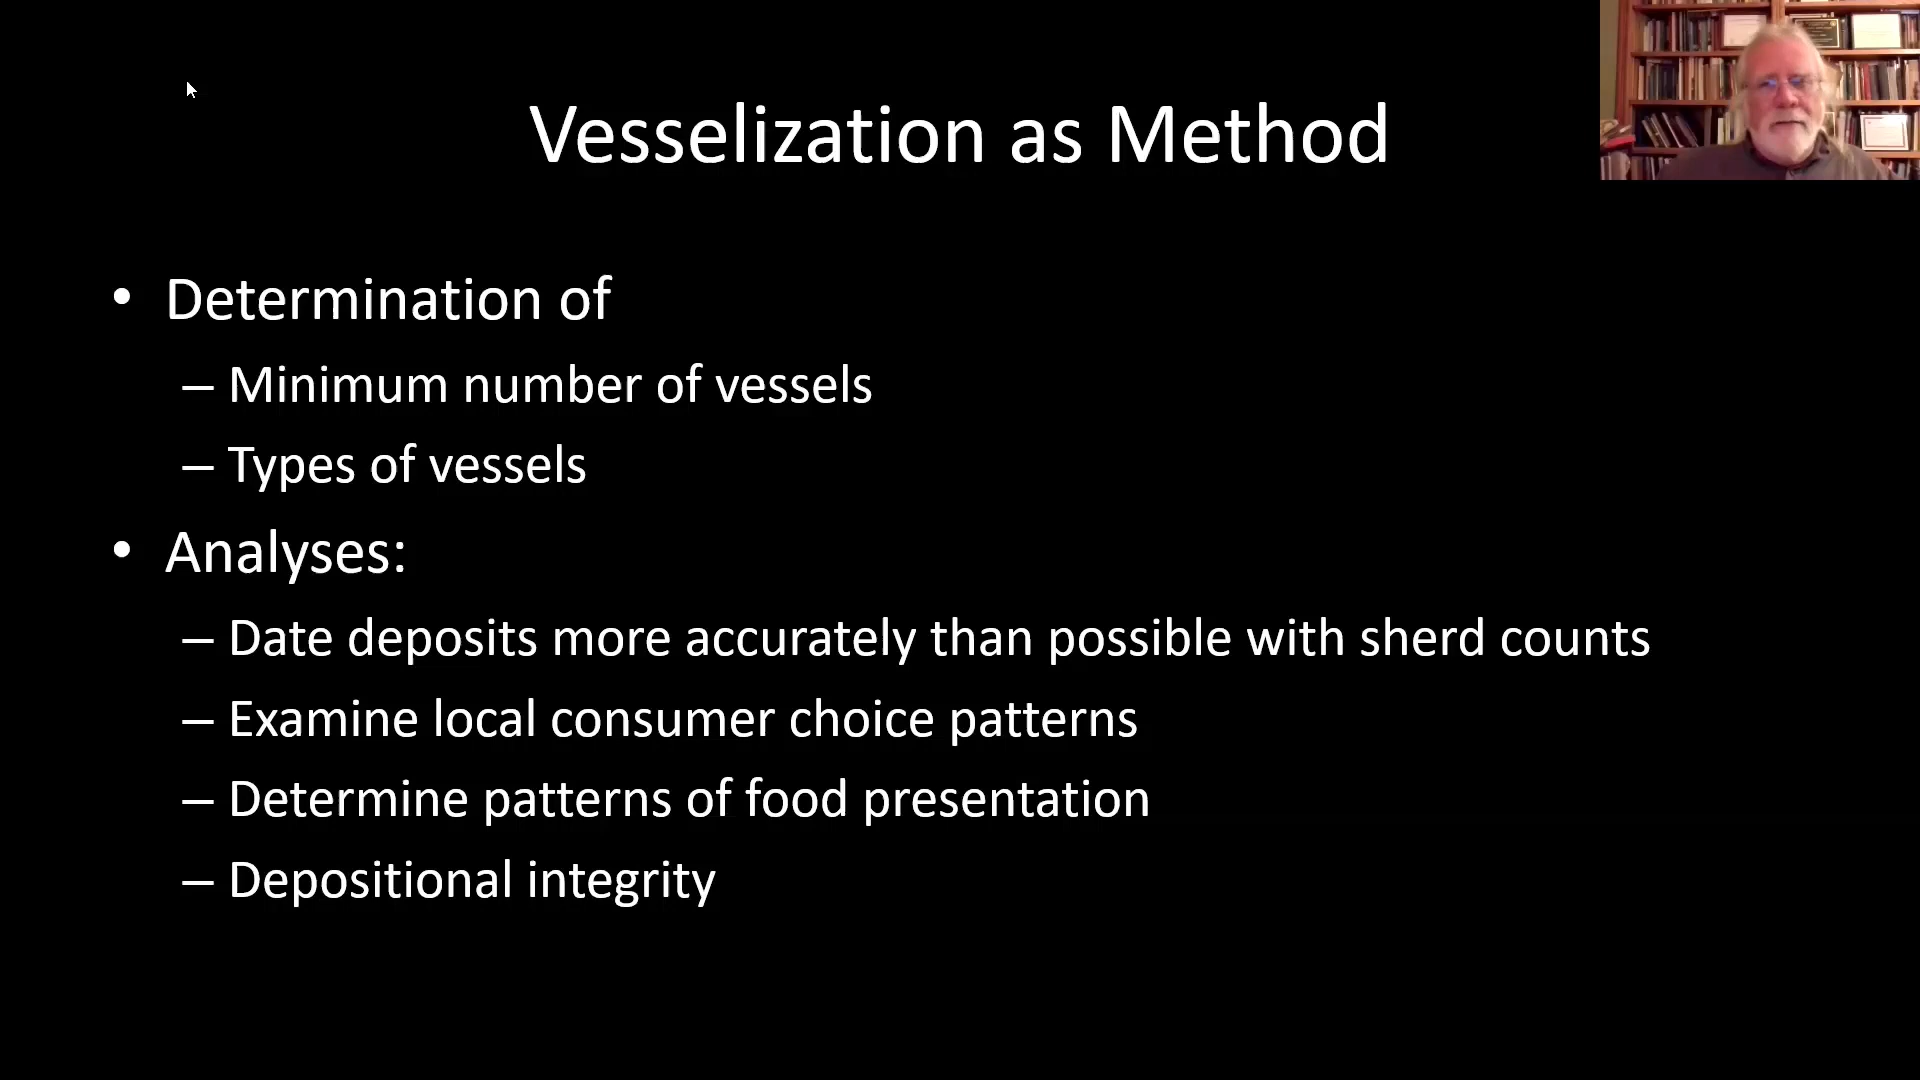 Vesselization as Method
• Determination of
– Minimum number of vessels
– Types of vessels
• Analyses:
– Date deposits more accurately than possible with sherd counts
– Examine local consumer choice patterns
– Determine patterns of food presentation
– Depositional integrity